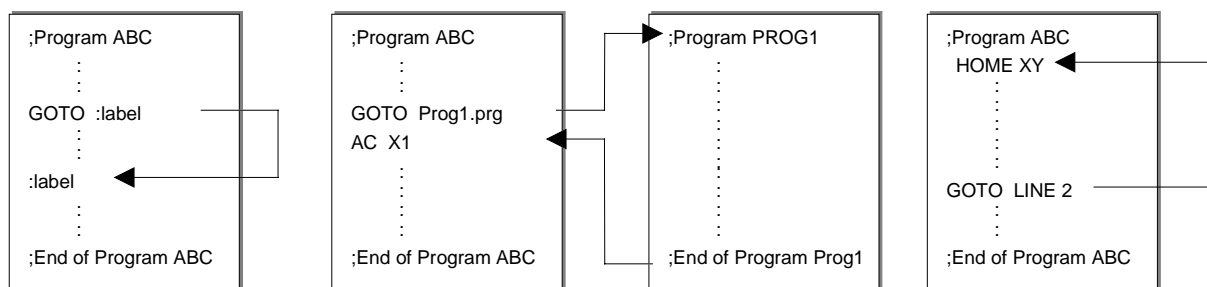 ;Program ABC
:
:
GOTO :label
:
:
:label
:
:
;End of Program ABC
;Program ABC
:
:
GOTO Prog1.prg
AC X1
:
:
:
;End of Program ABC
;Program PROG1
:
:
:
:
:
:
:
;End of Program Prog1
;Program ABC
HOME XY
:
:
:
:
GOTO LINE 2
:
:
;End of Program ABC